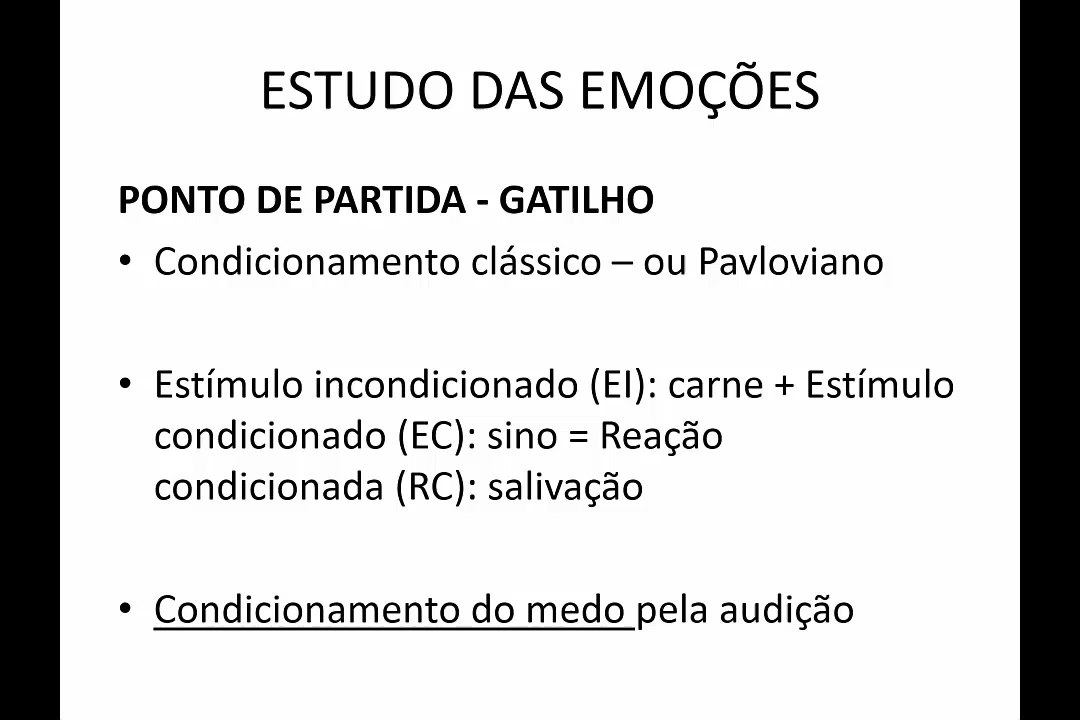 ESTUDO DAS EMOÇÕES
PONTO DE PARTIDA - GATILHO
• Condicionamento clássico – ou Pavloviano
• Estímulo incondicionado (EI): carne + Estímulo
condicionado (EC): sino = Reação
condicionada (RC): salivação
• Condicionamento do medo pela audição